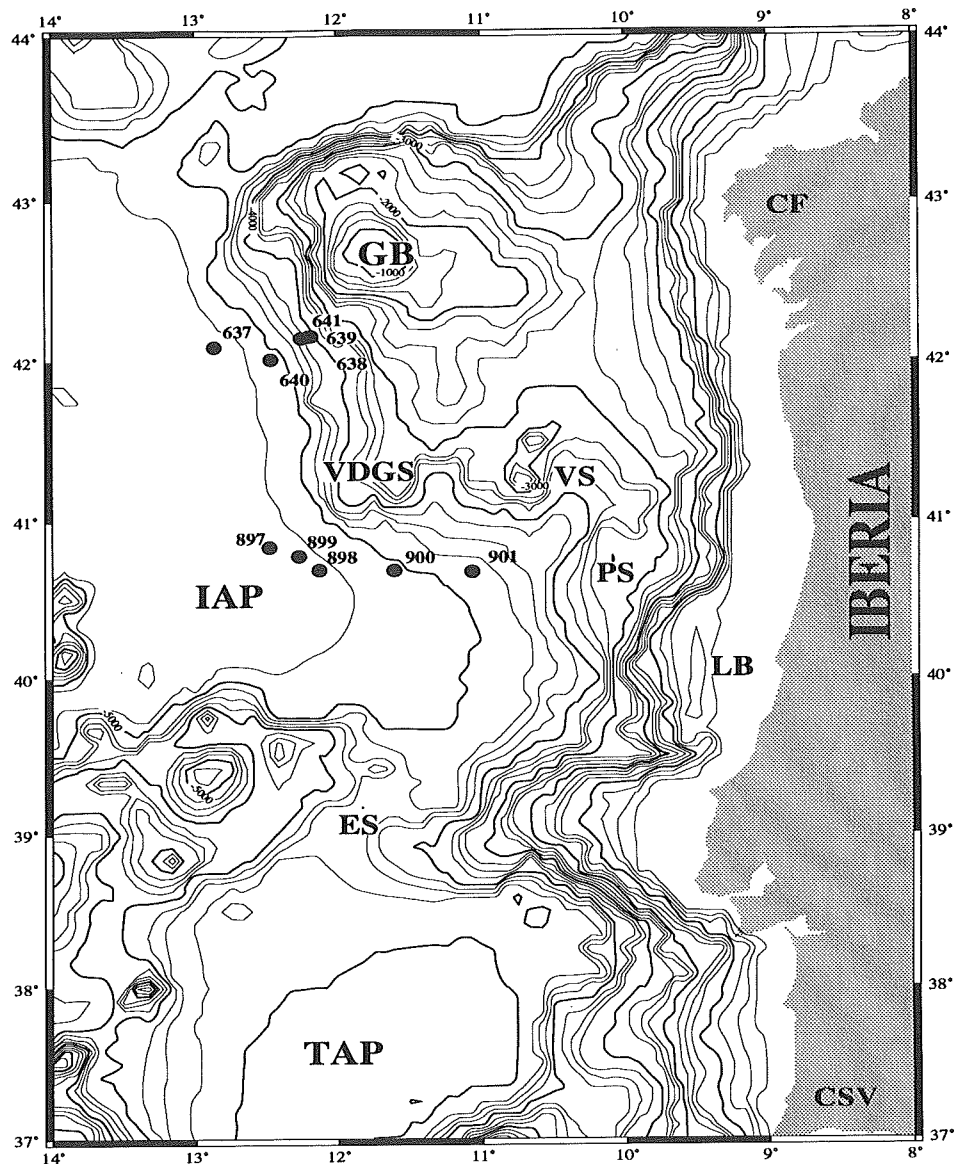 14° 13° 12° 11° 10° 9° 8°
44° 44°
-3000
43° 43°
CF
-4000
-2000
GB
-1000
641
637 639
42° 42°
638
640
VDGS VS
-3000
41° 41°
897 899 900 901
898
PS
IAP
IBERIA
LB
40° 40°
-5000
-5000
39° 39°
ES
38° 38°
TAP
CSV
37° 37°
14° 13° 12° 11° 10° 9° 8°